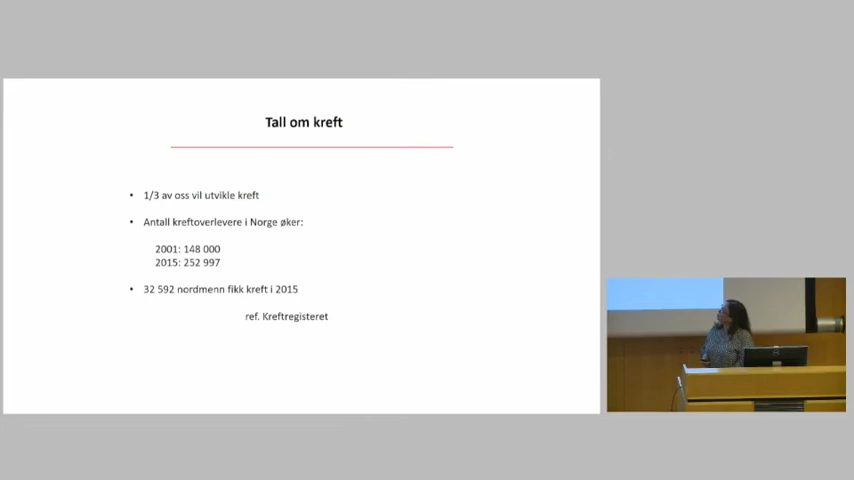 Tall om kreft
• 1/3 av oss vil utvikle kreft
• Antall kreftoverlevere i Norge øker:
2001: 148 000
2015: 252 997
• 32 592 nordmenn fikk kreft i 2015
ref. Kreftregisteret